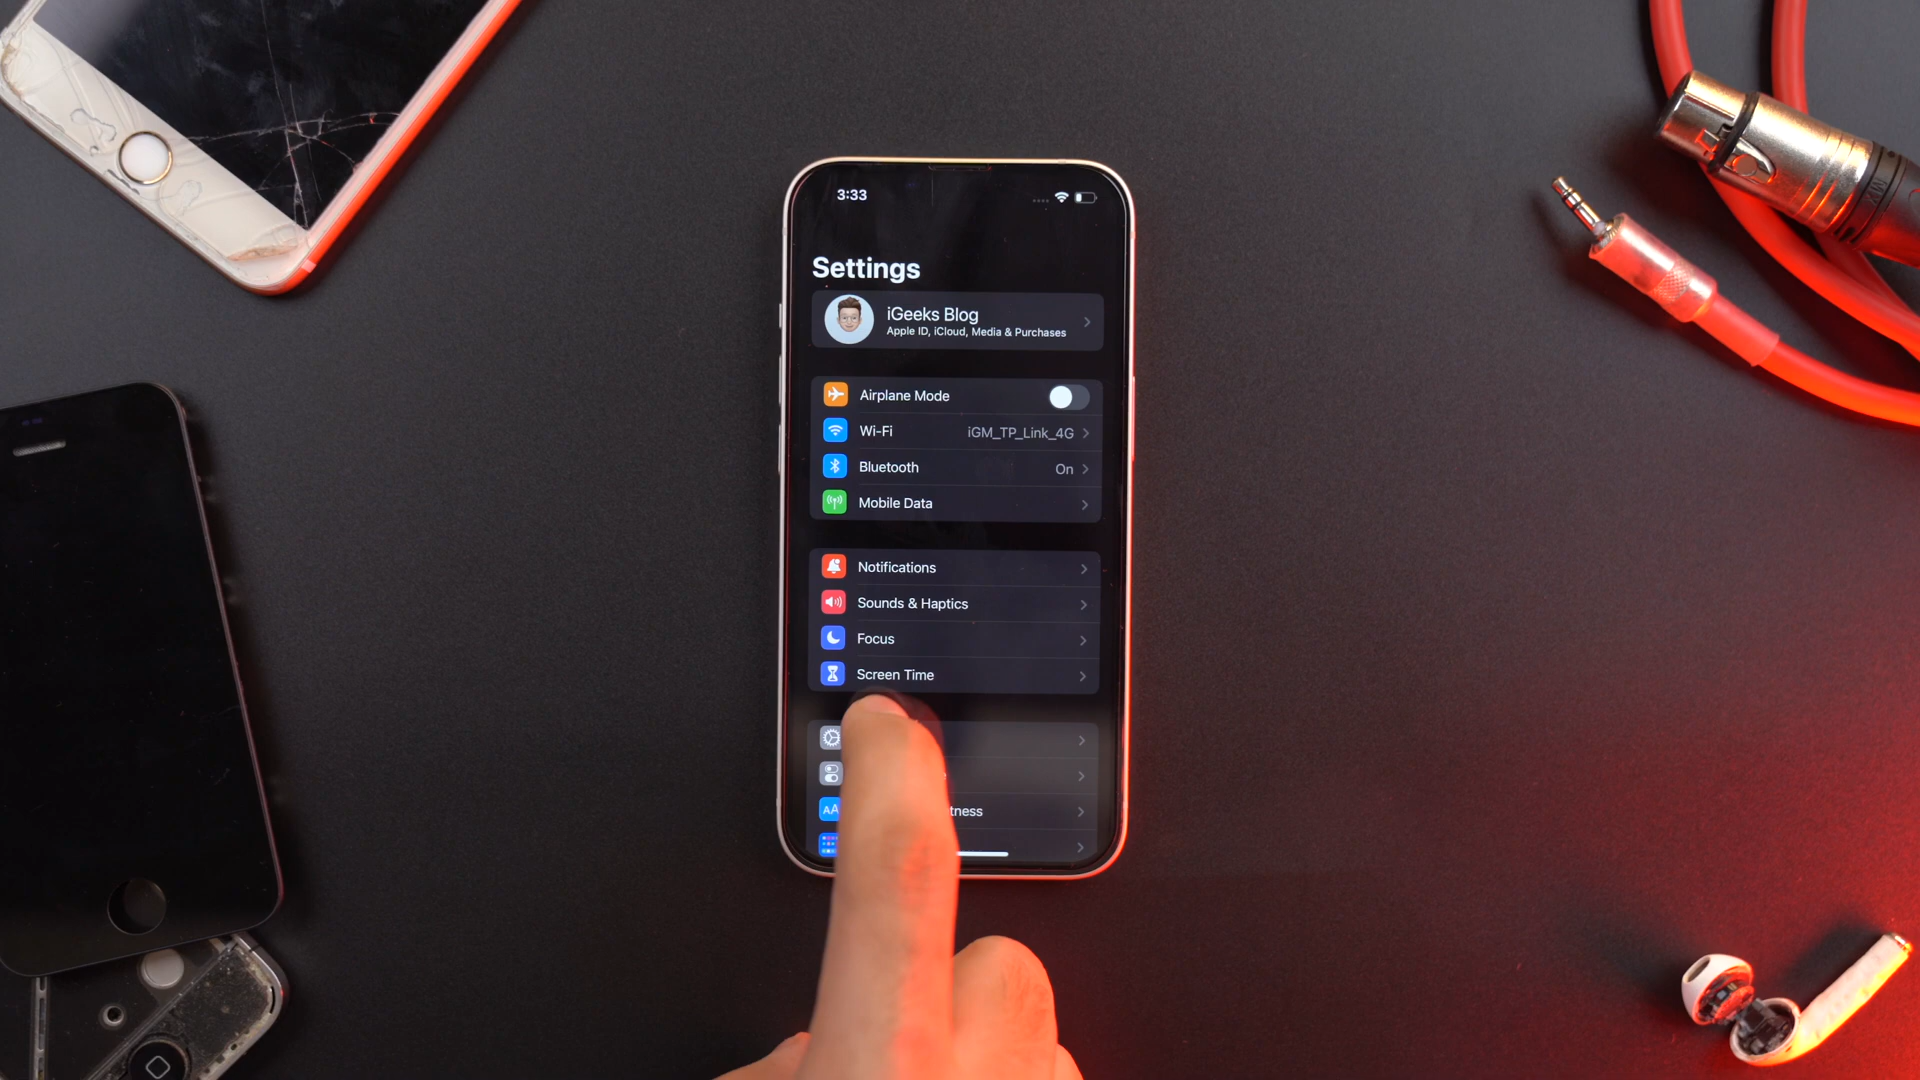 3:33
Settings
iGeeks Blog
Apple ID, iCloud, Media & Purchases
Airplane Mode
Wi-Fi iGM_TP_Link_4G
Bluetooth On
Mobile Data
Notifications
Sounds & Haptics
Focus
Screen Time
AA tness